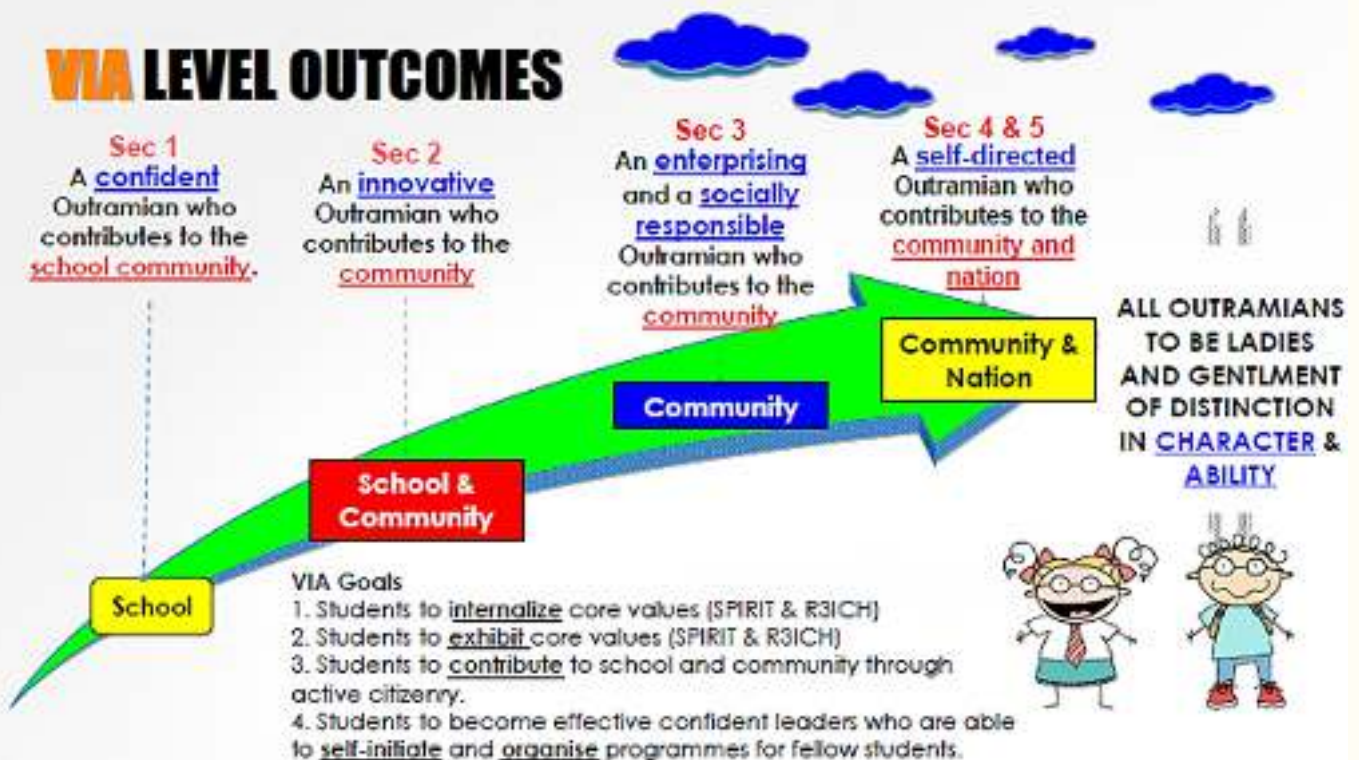 VIA LEVEL OUTCOMES
Sec 1
A confident
Outramian who
contributes to the
school community.
Sec 2
An innovative
Outramian who
contributes to the
community
Sec 3
An enterprising
and a socially
responsible
Outramian who
contributes to the
community
Sec 4 & 5
A self-directed
Outramian who
contributes to the
community and
nation
School
School &
Community
Community
Community &
Nation
"
ALL OUTRAMIANS
TO BE LADIES
AND GENTLMENT
OF DISTINCTION
IN CHARACTER &
ABILITY
"
VIA Goals
1. Students to internalize core values (SPIRIT & R3ICH)
2. Students to exhibit core values (SPIRIT & R3ICH)
3. Students to contribute to school and community through
active citizenry.
4. Students to become effective confident leaders who are able
to self-initiate and organise programmes for fellow students.